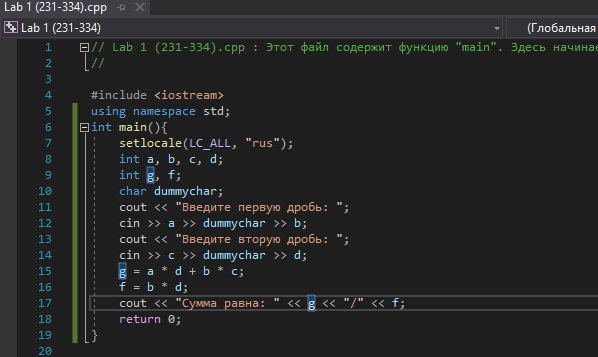 Lab 1 (231-334).cpp
Lab 1 (231-334) (Глобальная
1 // Lab 1 (231-334).cpp : Этот файл содержит функцию "main". Здесь начинае
2 //
3
4 #include <iostream>
5 using namespace std;
6 int main(){
7 setlocale(LC_ALL, "rus");
8 int a, b, c, d;
9 int g, f;
10 char dummychar;
11 cout << "Введите первую дробь: ";
12 cin >> a >> dummychar >> b;
13 cout << "Введите вторую дробь: ";
14 cin >> c >> dummychar >> d;
15 g = a * d + b * c;
16 f = b * d;
17 cout << "Сумма равна: " << g << "/" << f;
18 return 0;
19 }
20